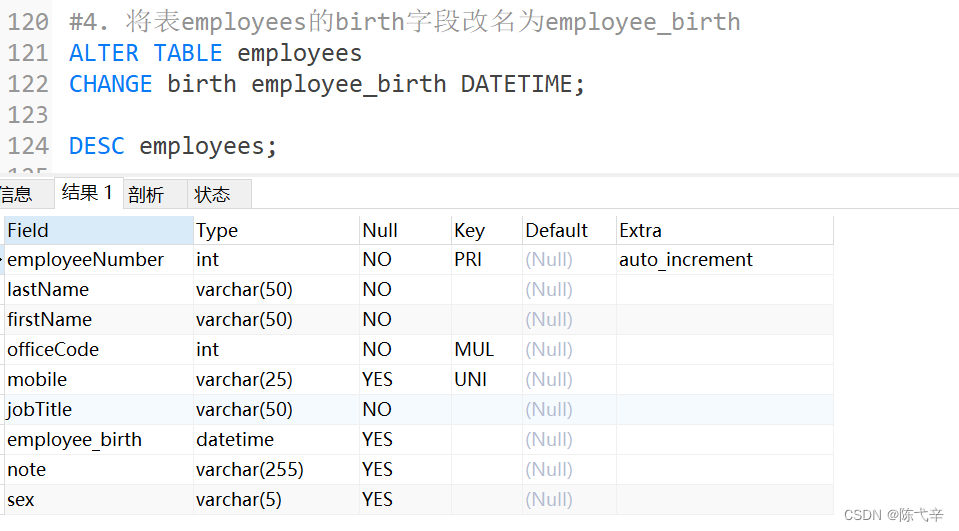 120 #4. 将表employees的birth字段改名为employee_birth
121 ALTER TABLE employees
122 CHANGE birth employee_birth DATETIME;
123
124 DESC employees;
信息 结果 1 剖析 状态
Field Type Null Key Default Extra
employeeNumber int NO PRI (Null) auto_increment
lastName varchar(50) NO (Null)
firstName varchar(50) NO (Null)
officeCode int NO MUL (Null)
mobile varchar(25) YES UNI (Null)
jobTitle varchar(50) NO (Null)
employee_birth datetime YES (Null)
note varchar(255) YES (Null)
sex varchar(5) YES (Null)
CSDN @陈弋辛